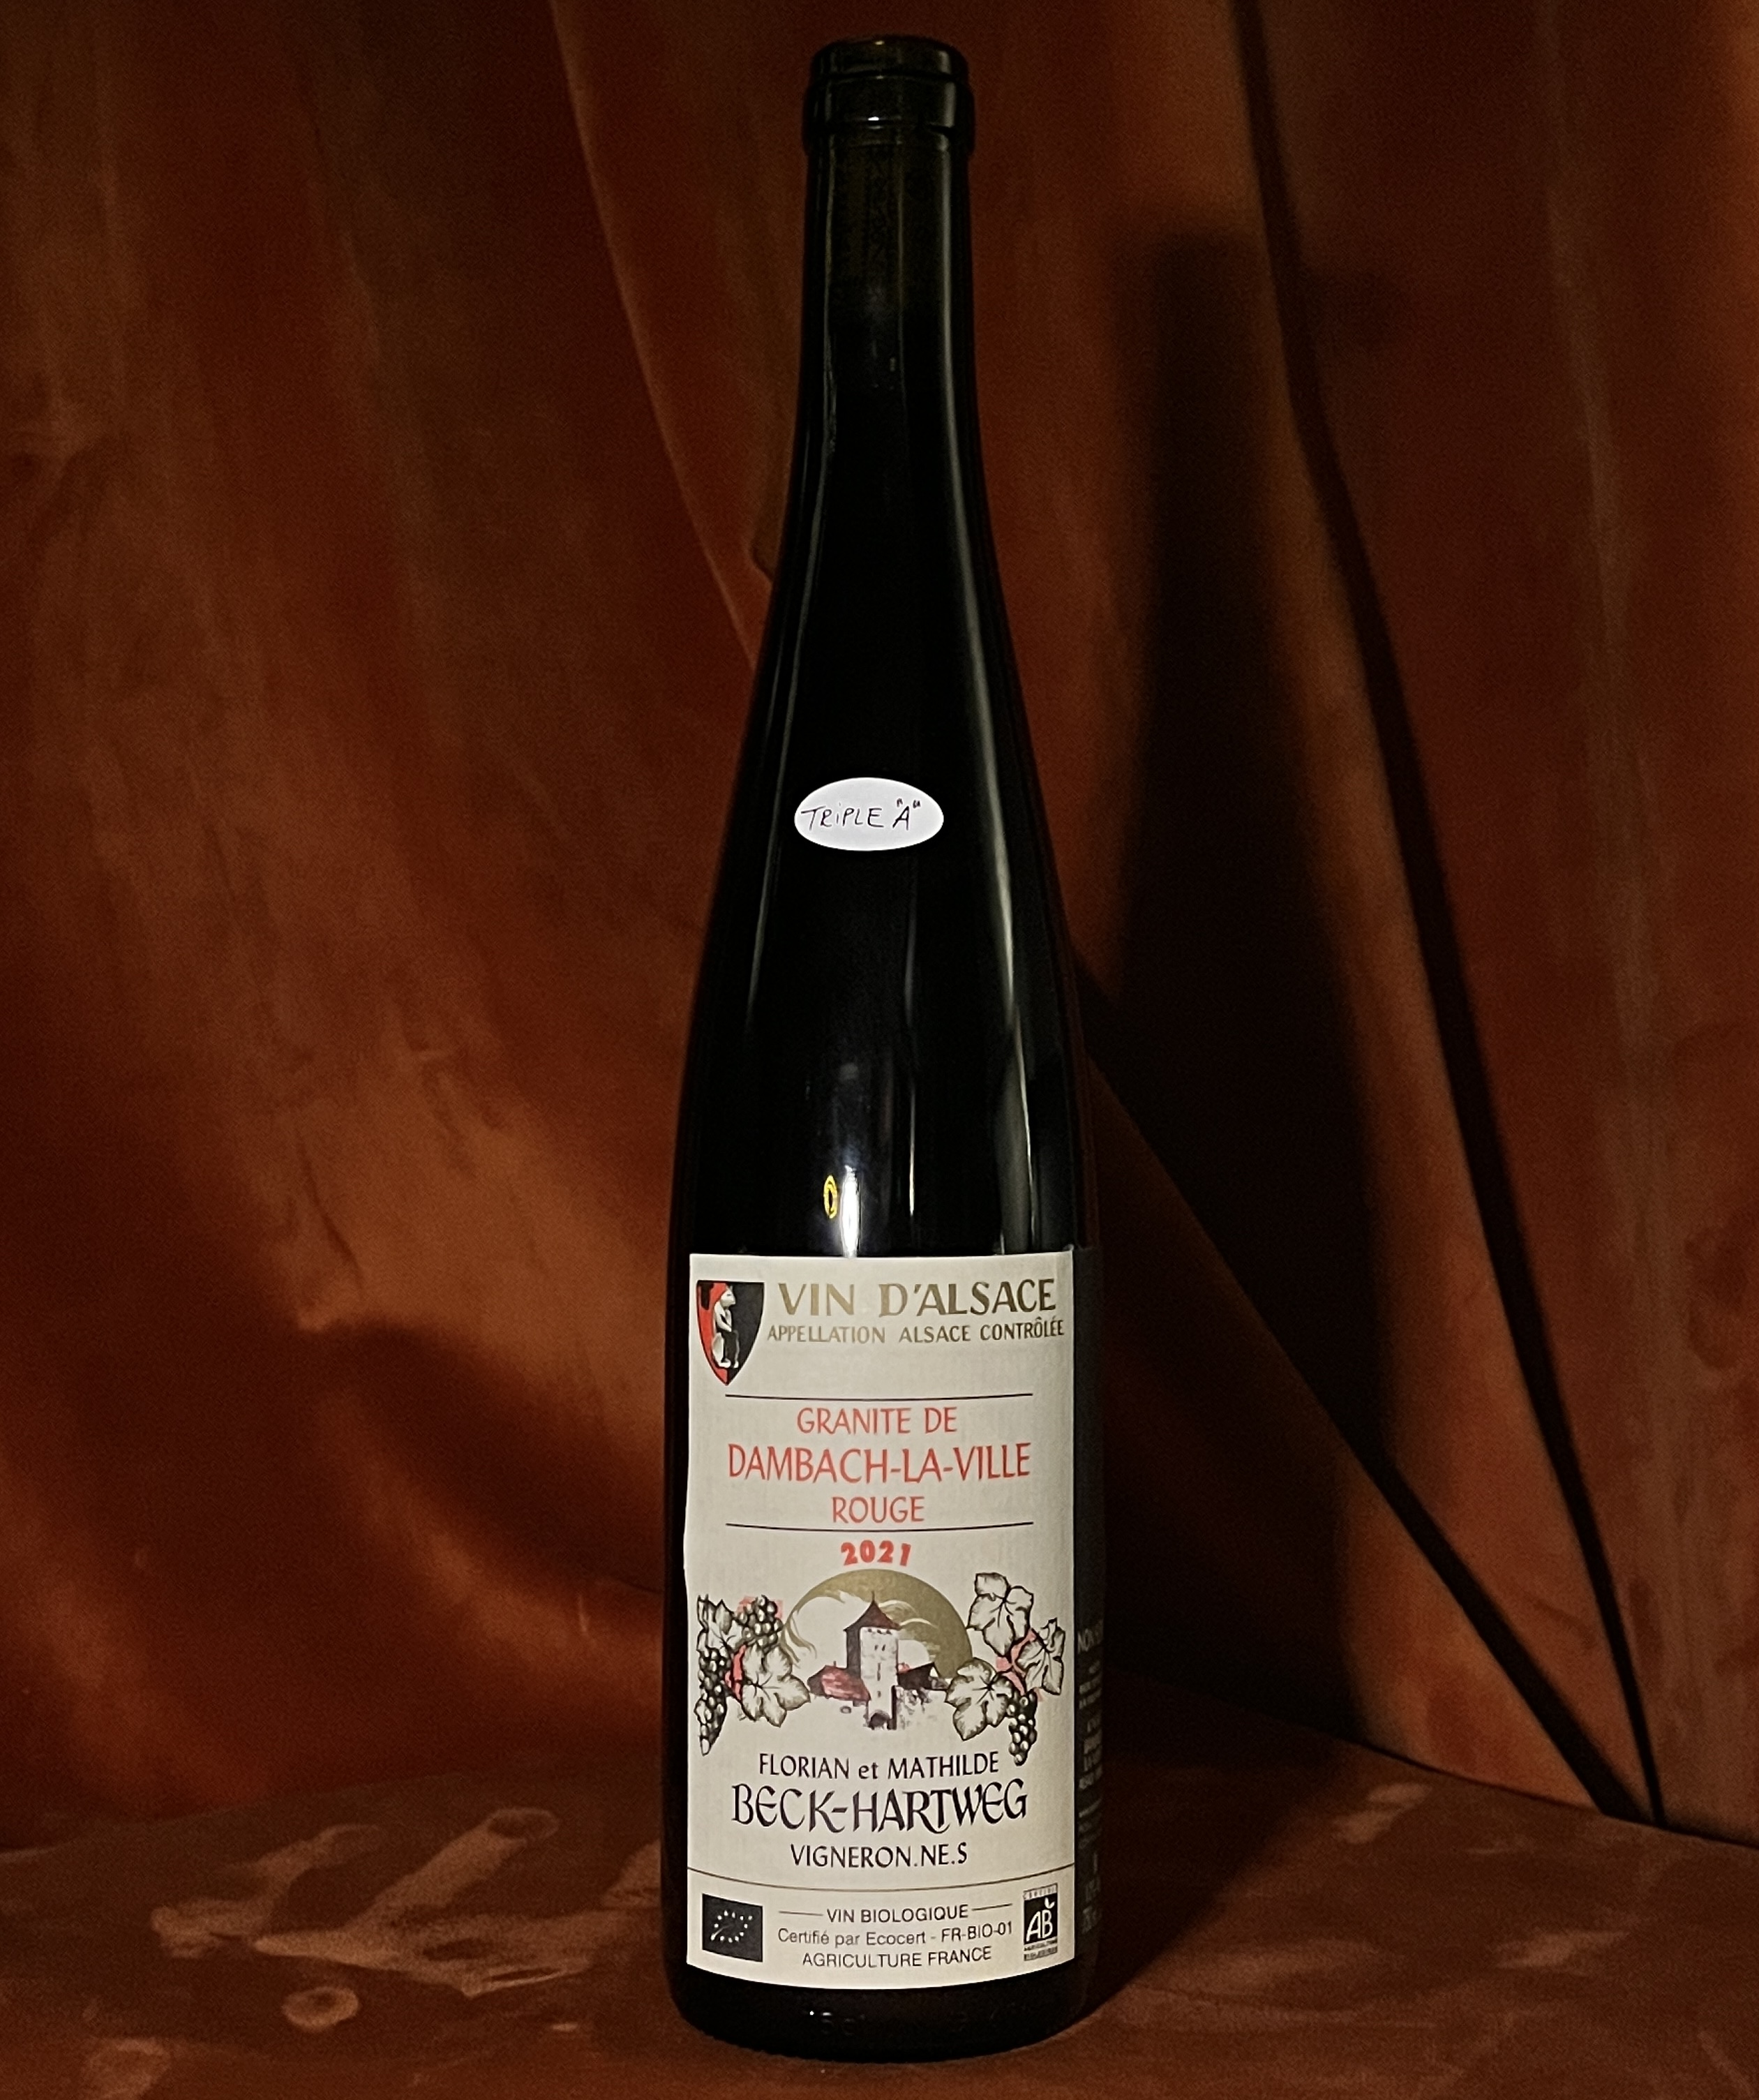 TRIPLE "A"
VIN D'ALSACE
APPELLATION ALSACE CONTRÔLÉE
GRANITE DE
DAMBACH-LA-VILLE
ROUGE
2021
FLORIAN et MATHILDE
BECK-HARTWEG
VIGNERON.NE.S
VIN BIOLOGIQUE
Certifié par Ecocert - FR-BIO-01
AGRICULTURE FRANCE
AB